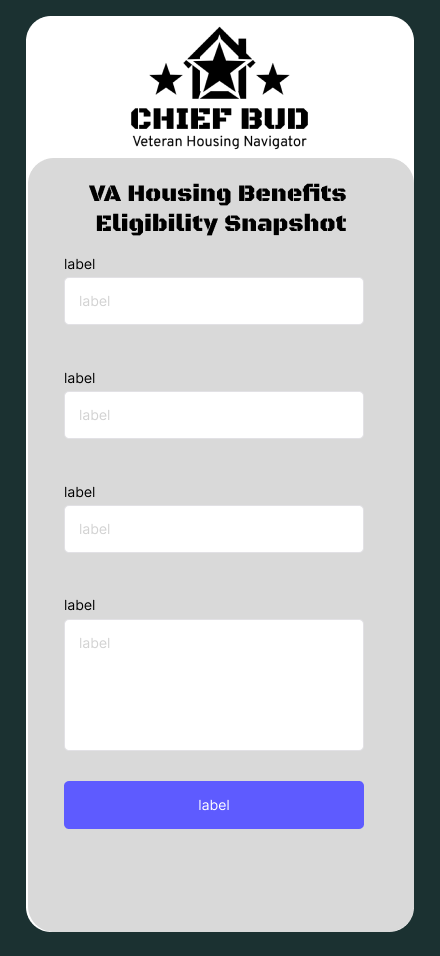 CHIEF BUD
Veteran Housing Navigator
VA Housing Benefits
Eligibility Snapshot
label
label
label
label
label
label
label
label
label